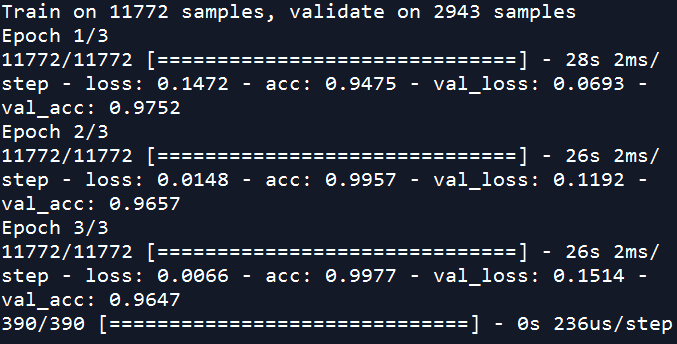 Train on 11772 samples, validate on 2943 samples
Epoch 1/3
11772/11772 [==============================] - 28s 2ms/
step - loss: 0.1472 - acc: 0.9475 - val_loss: 0.0693 -
val_acc: 0.9752
Epoch 2/3
11772/11772 [==============================] - 26s 2ms/
step - loss: 0.0148 - acc: 0.9957 - val_loss: 0.1192 -
val_acc: 0.9657
Epoch 3/3
11772/11772 [==============================] - 26s 2ms/
step - loss: 0.0066 - acc: 0.9977 - val_loss: 0.1514 -
val_acc: 0.9647
390/390 [==============================] - 0s 236us/step